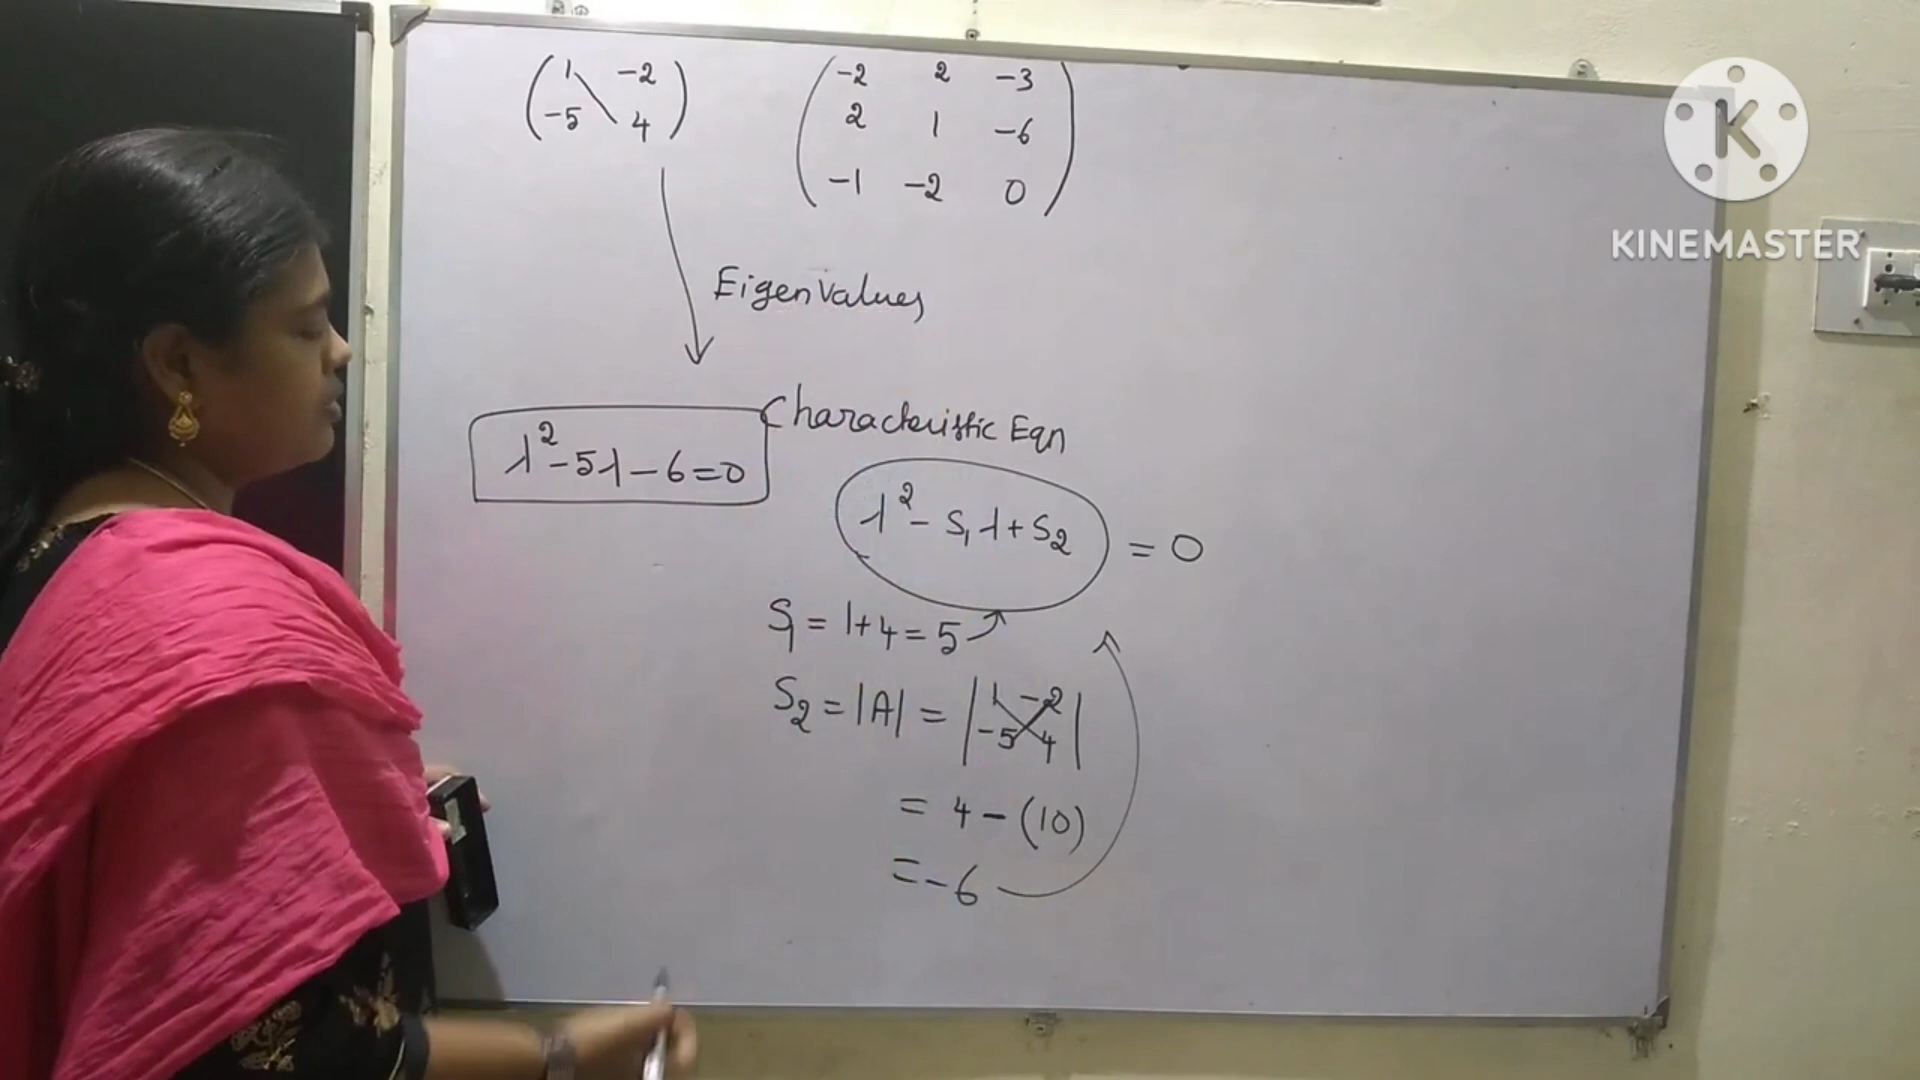 1 -2
-5 4
-2 2 -3
2 1 -6
-1 -2 0
K
KINEMASTER
Eigen Values
Characteristic Eqn
λ²-5λ-6=0
λ²-S₁λ+S₂ = 0
S₁ = 1+4 = 5
S₂ = |A| = | 1 -2
-5 4 |
= 4-(10)
= -6